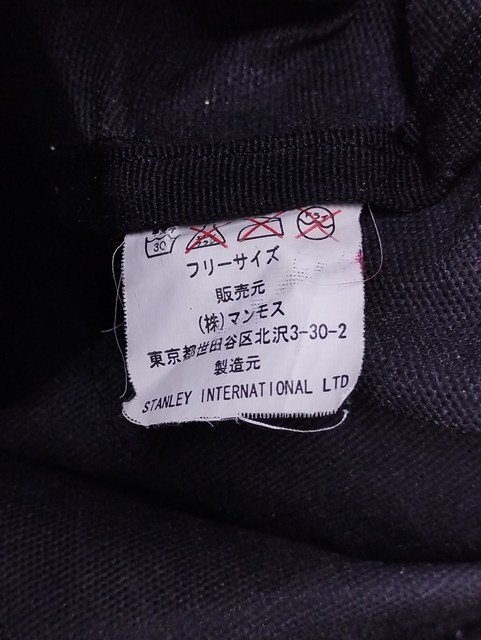 30
フリーサイズ
販売元
(株)マンモス
東京都世田谷区北沢3-30-2
製造元
STANLEY INTERNATIONAL LTD